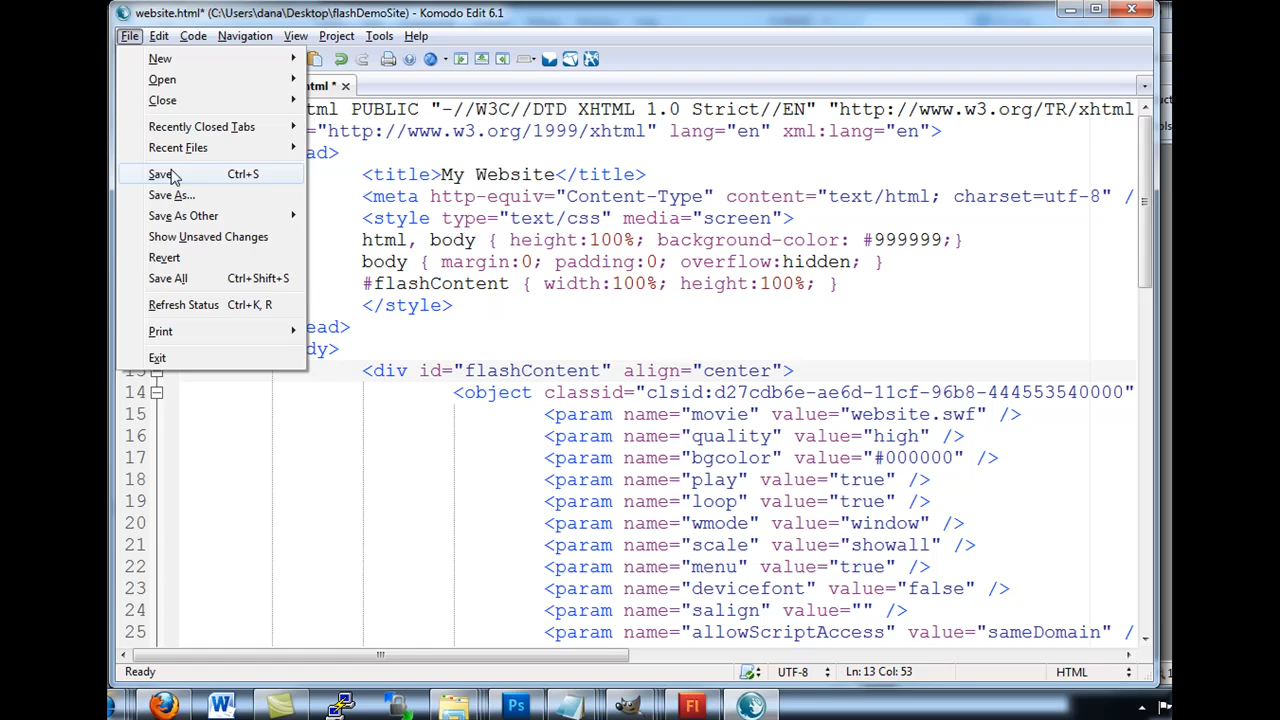 website.html* (C:\Users\dana\Desktop\flashDemoSite) - Komodo Edit 6.1
File Edit Code Navigation View Project Tools Help
New
Open
Close
Recently Closed Tabs
Recent Files
Save Ctrl+S
Save As...
Save As Other
Show Unsaved Changes
Revert
Save All Ctrl+Shift+S
Refresh Status Ctrl+K, R
Print
Exit
html *
html PUBLIC "-//W3C//DTD XHTML 1.0 Strict//EN" "http://www.w3.org/TR/xhtml
="http://www.w3.org/1999/xhtml" lang="en" xml:lang="en">
ead>
<title>My Website</title>
<meta http-equiv="Content-Type" content="text/html; charset=utf-8" /
<style type="text/css" media="screen">
html, body { height:100%; background-color: #999999;}
body { margin:0; padding:0; overflow:hidden; }
#flashContent { width:100%; height:100%; }
</style>
ead>
dy>
13 <div id="flashContent" align="center">
14 <object classid="clsid:d27cdb6e-ae6d-11cf-96b8-444553540000"
15 <param name="movie" value="website.swf" />
16 <param name="quality" value="high" />
17 <param name="bgcolor" value="#000000" />
18 <param name="play" value="true" />
19 <param name="loop" value="true" />
20 <param name="wmode" value="window" />
21 <param name="scale" value="showall" />
22 <param name="menu" value="true" />
23 <param name="devicefont" value="false" />
24 <param name="salign" value="" />
25 <param name="allowScriptAccess" value="sameDomain" /
Ready UTF-8 Ln:13 Col:53 HTML
W Ps Fl